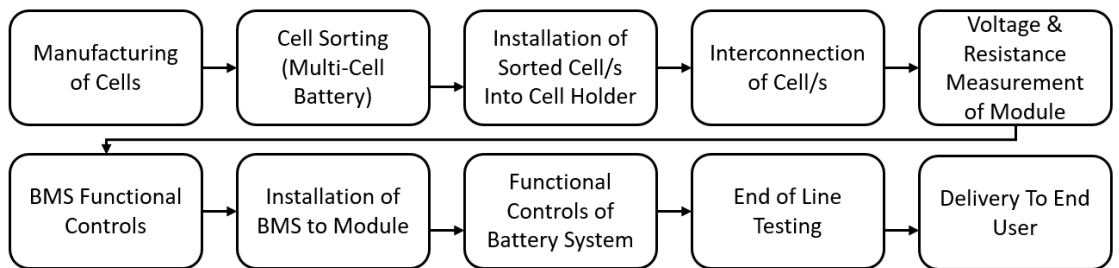 Manufacturing
of Cells
Cell Sorting
(Multi-Cell
Battery)
Installation of
Sorted Cell/s
Into Cell Holder
Interconnection
of Cell/s
Voltage &
Resistance
Measurement
of Module
BMS Functional
Controls
Installation of
BMS to Module
Functional
Controls of
Battery System
End of Line
Testing
Delivery To End
User